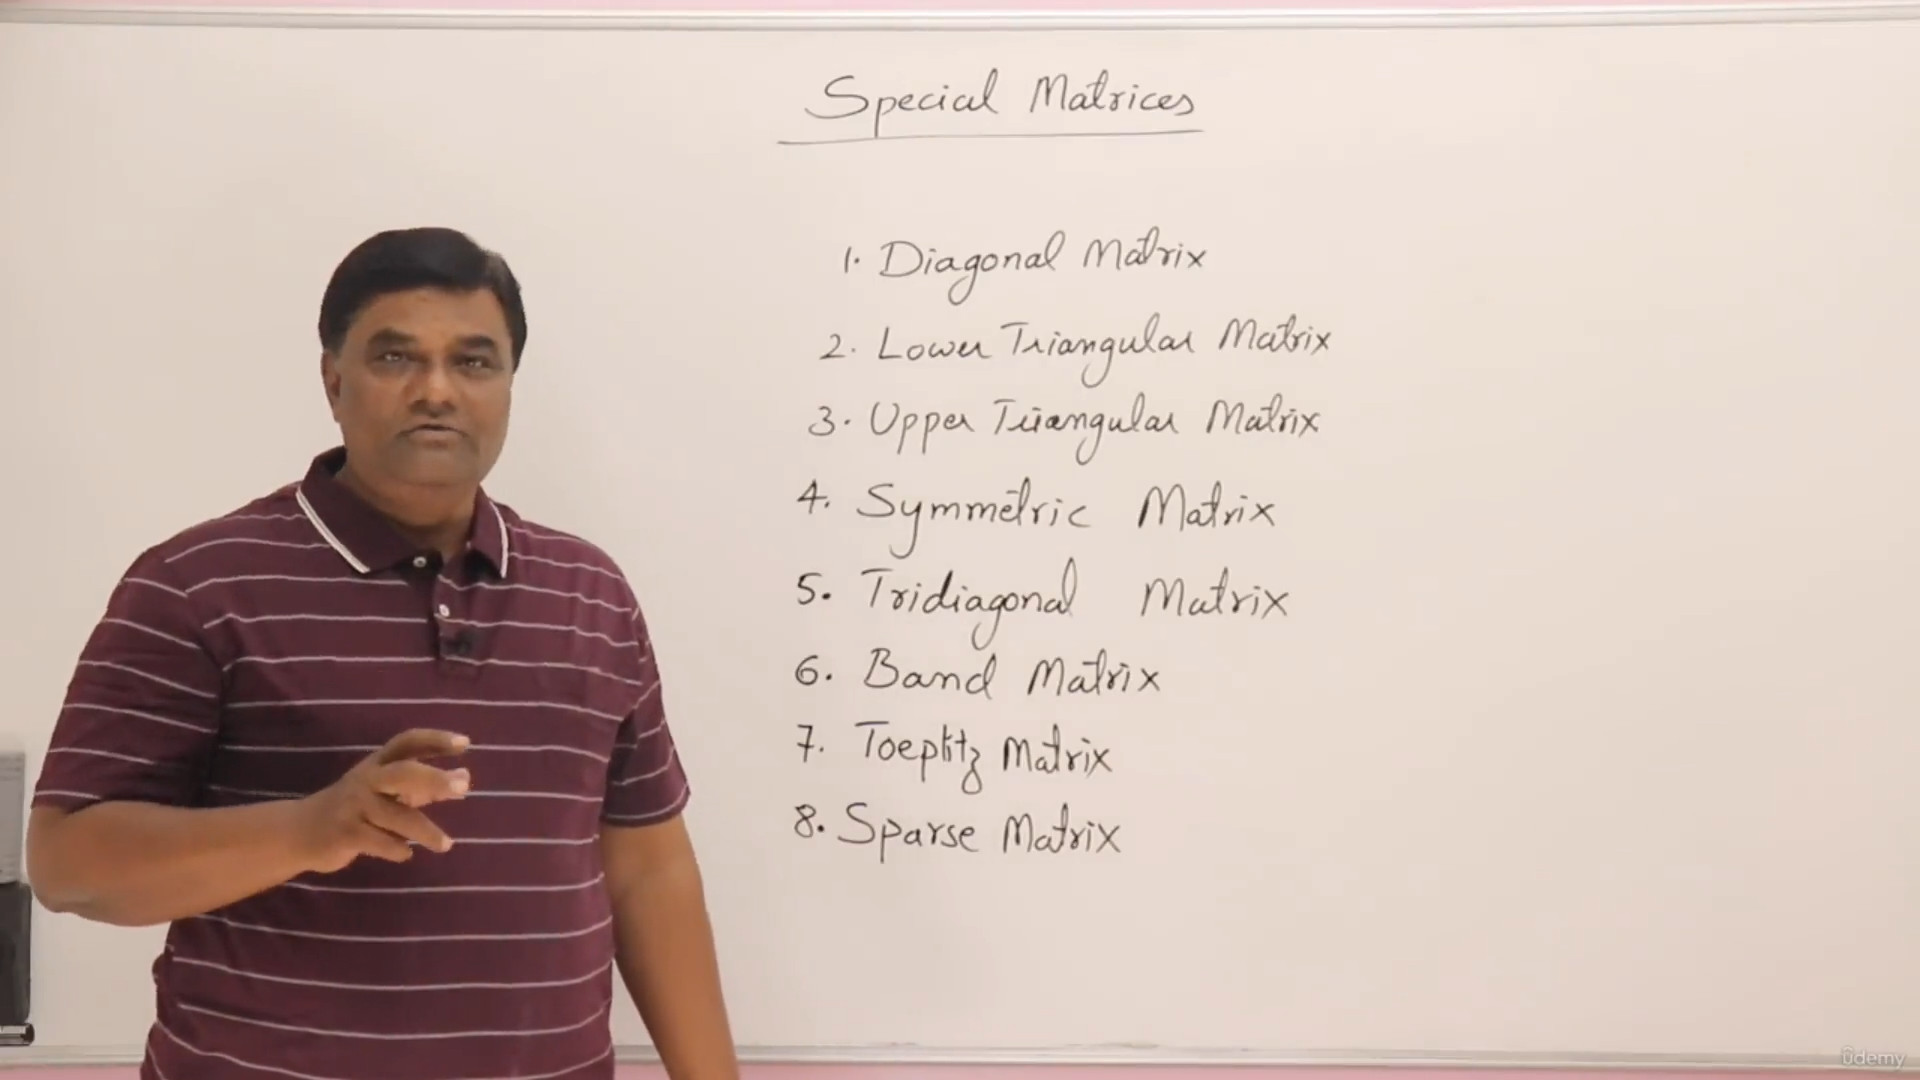 Special Matrices
1. Diagonal Matrix
2. Lower Triangular Matrix
3. Upper Triangular Matrix
4. Symmetric Matrix
5. Tridiagonal Matrix
6. Band Matrix
7. Toeplitz Matrix
8. Sparse Matrix
ûdemy